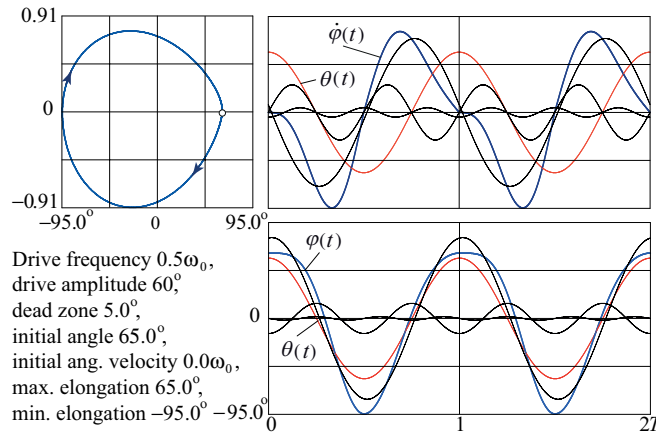 0.91
0
−0.91
−95.0°
0
95.0°
φ̇(t)
θ(t)
φ(t)
θ(t)
0
−95.0°
0
1
2T
Drive frequency 0.5ω₀,
drive amplitude 60°,
dead zone 5.0°,
initial angle 65.0°,
initial ang. velocity 0.0ω₀,
max. elongation 65.0°,
min. elongation −95.0°